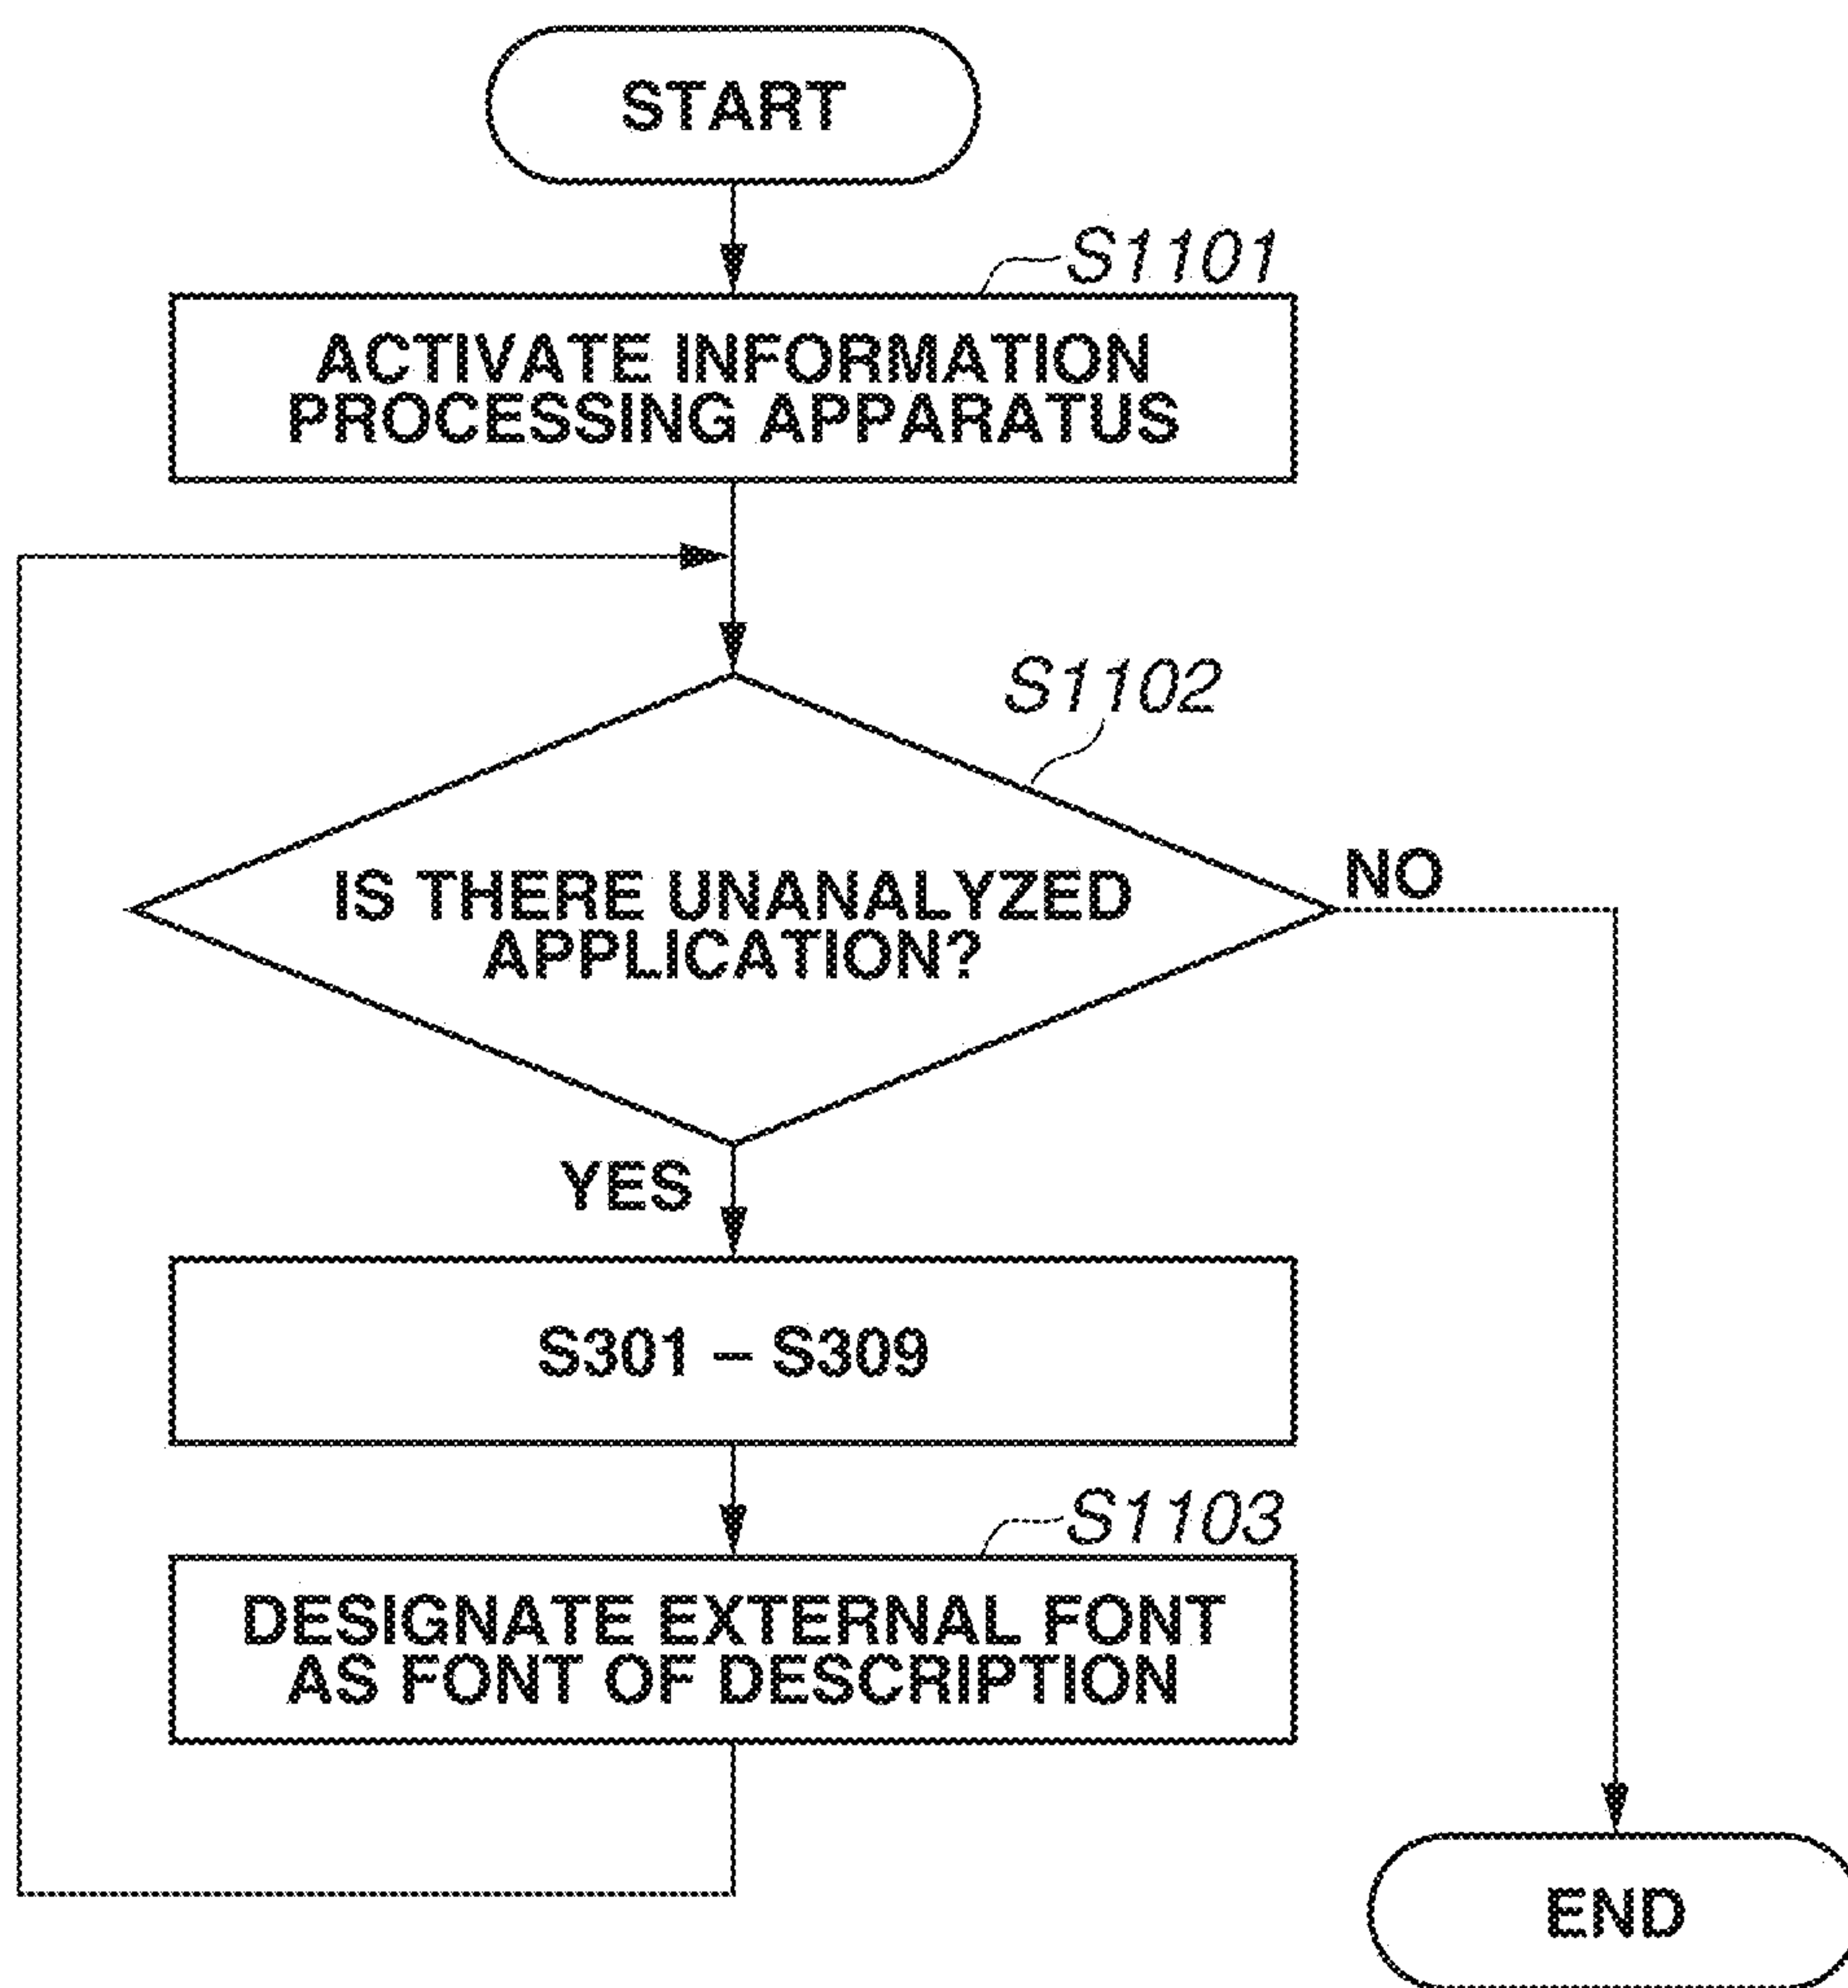 START
S1101
ACTIVATE INFORMATION
PROCESSING APPARATUS
S1102
IS THERE UNANALYZED
APPLICATION?
NO
YES
S301 – S309
S1103
DESIGNATE EXTERNAL FONT
AS FONT OF DESCRIPTION
END